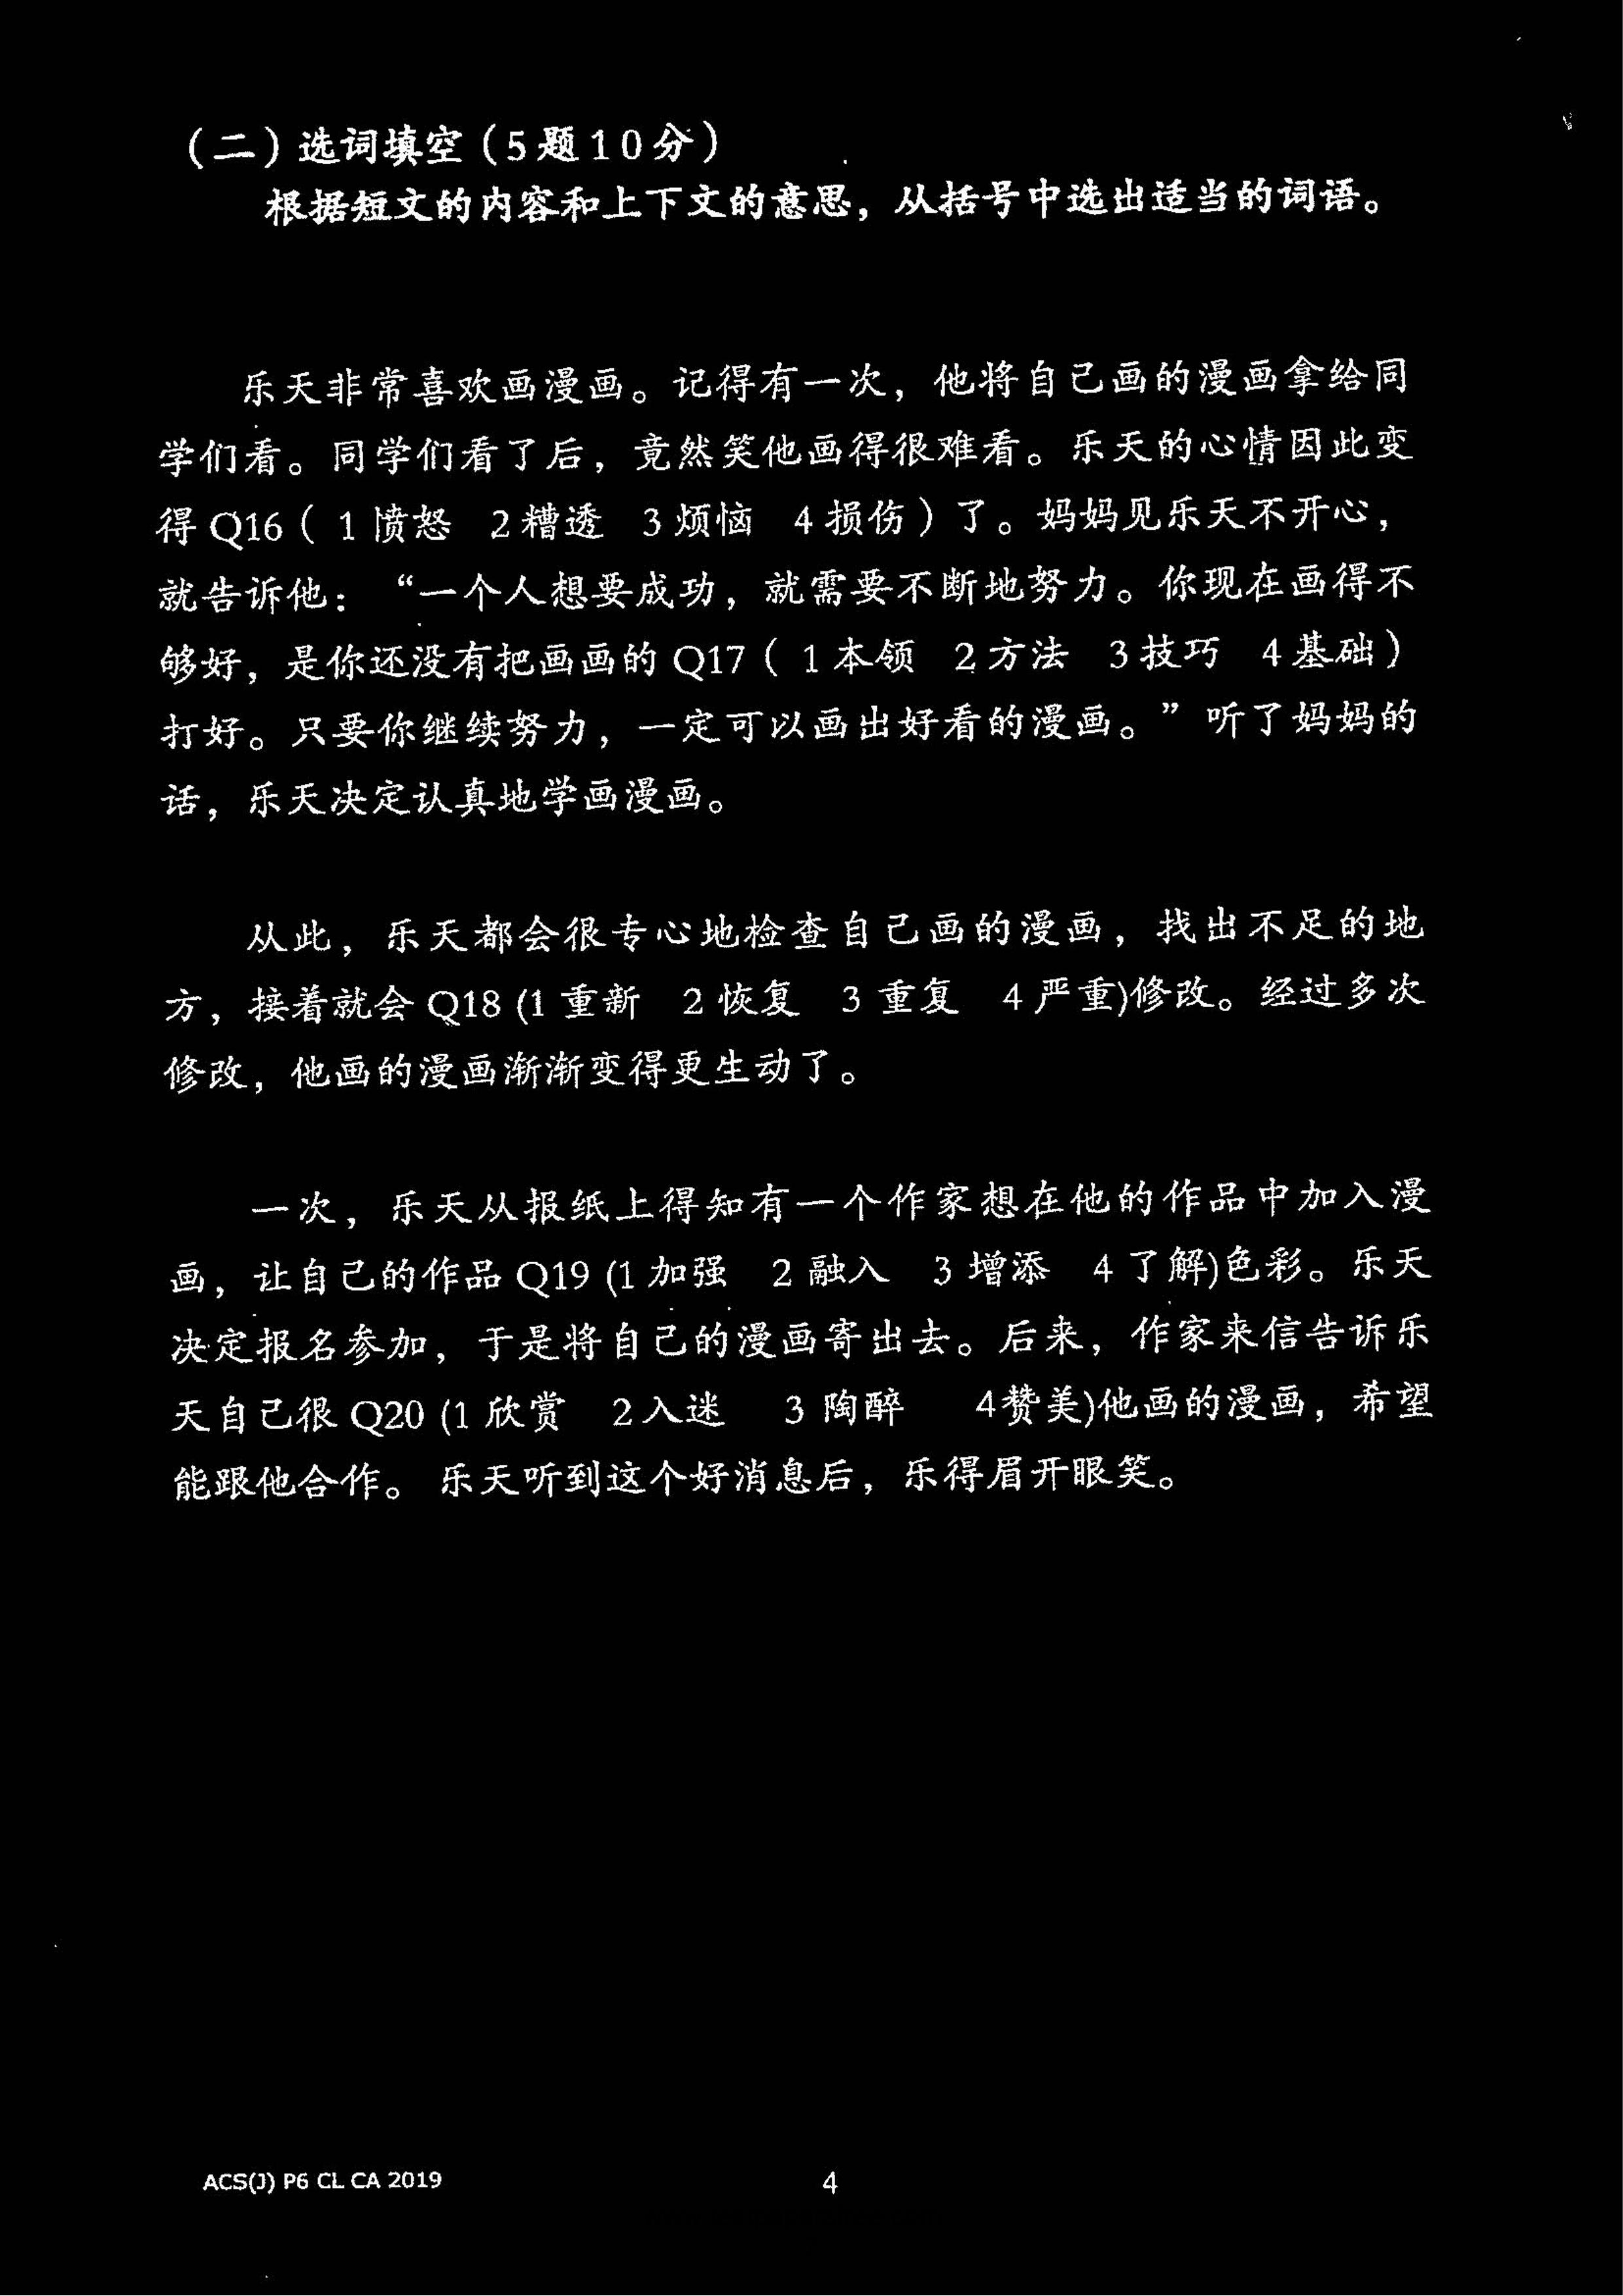 （二）选词填空（5题10分）
根据短文的内容和上下文的意思，从括号中选出适当的词语。
乐天非常喜欢画漫画。记得有一次，他将自己画的漫画拿给同
学们看。同学们看了后，竟然笑他画得很难看。乐天的心情因此变
得 Q16（ 1 愤怒 2 糟透 3 烦恼 4 损伤 ）了。妈妈见乐天不开心，
就告诉他：“一个人想要成功，就需要不断地努力。你现在画得不
够好，是你还没有把画画的 Q17（ 1 本领 2 方法 3 技巧 4 基础 ）
打好。只要你继续努力，一定可以画出好看的漫画。”听了妈妈的
话，乐天决定认真地学画漫画。
从此，乐天都会很专心地检查自己画的漫画，找出不足的地
方，接着就会 Q18 (1 重新 2 恢复 3 重复 4 严重)修改。经过多次
修改，他画的漫画渐渐变得更生动了。
一次，乐天从报纸上得知有一个作家想在他的作品中加入漫
画，让自己的作品 Q19 (1 加强 2 融入 3 增添 4 了解)色彩。乐天
决定报名参加，于是将自己的漫画寄出去。后来，作家来信告诉乐
天自己很 Q20 (1 欣赏 2 入迷 3 陶醉 4 赞美)他画的漫画，希望
能跟他合作。 乐天听到这个好消息后，乐得眉开眼笑。
ACS(J) P6 CL CA 2019 4